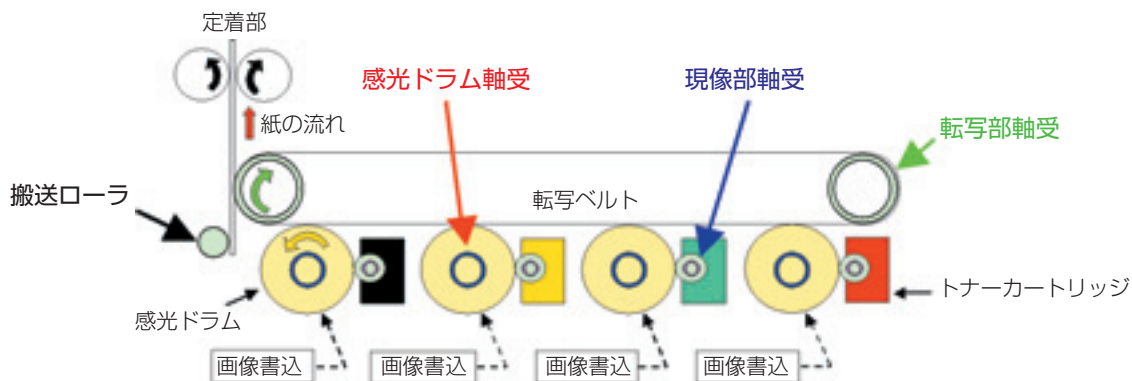 定着部
感光ドラム軸受
現像部軸受
紙の流れ
転写部軸受
搬送ローラ
転写ベルト
トナーカートリッジ
感光ドラム
画像書込
画像書込
画像書込
画像書込